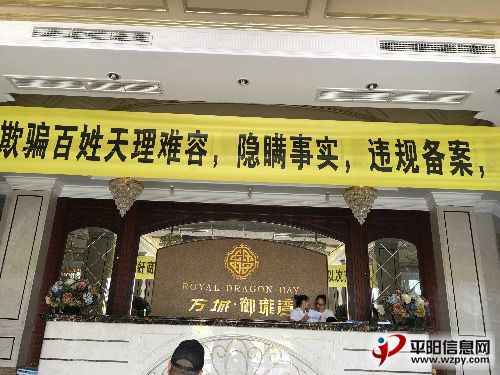 欺骗百姓天理难容，隐瞒事实，违规备案，
ROYAL DRAGON BAY
万城·御珑湾
平阳信息网
www.wzpy.com